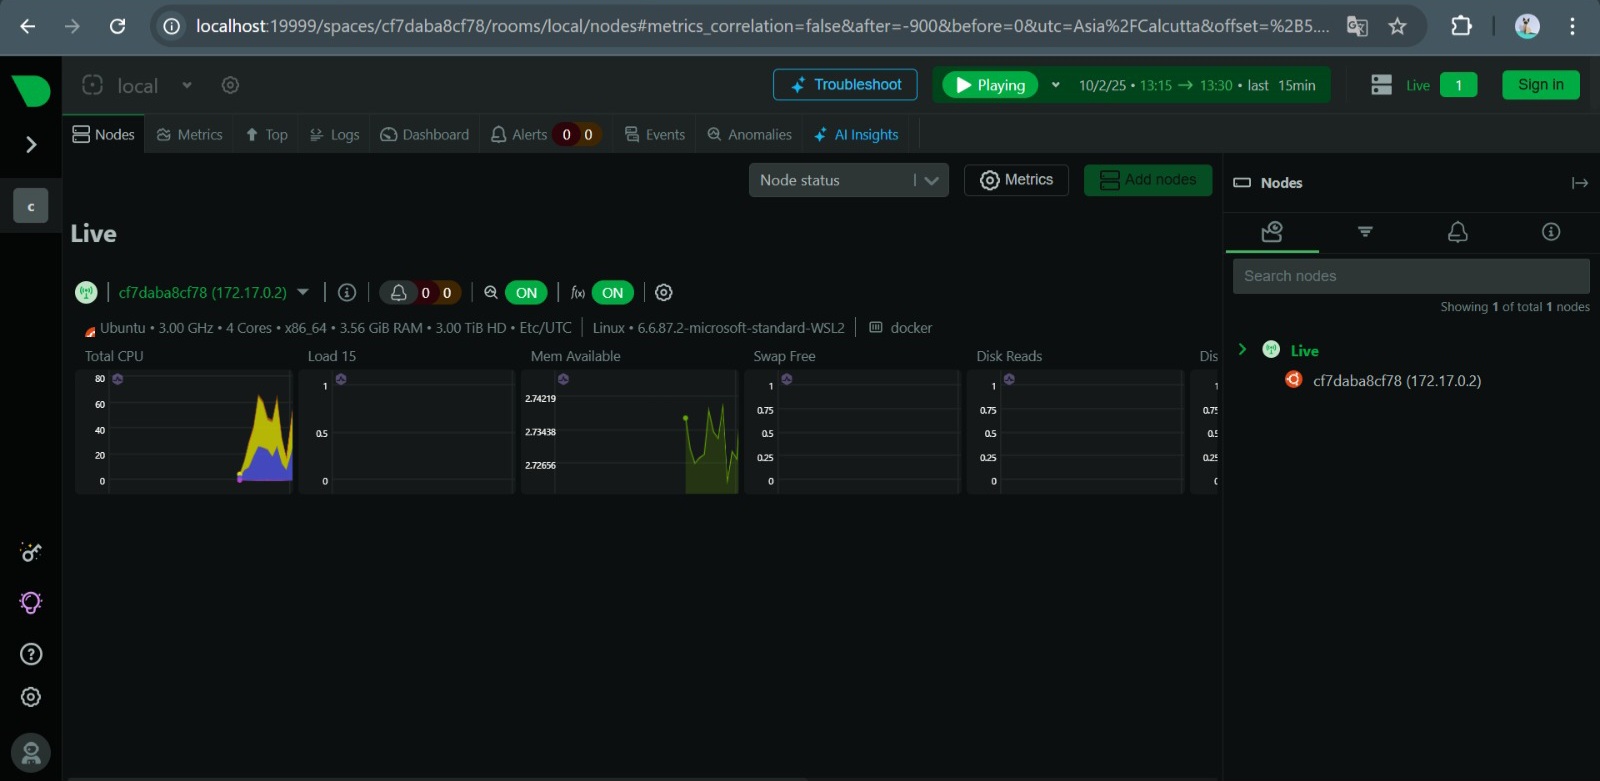 localhost:19999/spaces/cf7daba8cf78/rooms/local/nodes#metrics_correlation=false&after=-900&before=0&utc=Asia%2FCalcutta&offset=%2B5....
local
Troubleshoot
Playing
10/2/25 • 13:15 → 13:30 • last 15min
Live 1
Sign in
Nodes
Metrics
Top
Logs
Dashboard
Alerts 0 0
Events
Anomalies
AI Insights
c
Node status
Metrics
Add nodes
Live
cf7daba8cf78 (172.17.0.2)
0 0
ON
f(x) ON
Ubuntu • 3.00 GHz • 4 Cores • x86_64 • 3.56 GiB RAM • 3.00 TiB HD • Etc/UTC | Linux • 6.6.87.2-microsoft-standard-WSL2 | docker
Total CPU
80
60
40
20
0
Load 15
1
0.5
0
Mem Available
2.74219
2.73438
2.72656
Swap Free
1
0.75
0.5
0.25
0
Disk Reads
1
0.75
0.5
0.25
0
Dis
1
0.75
0.5
0.25
0
Nodes
Search nodes
Showing 1 of total 1 nodes
Live
cf7daba8cf78 (172.17.0.2)